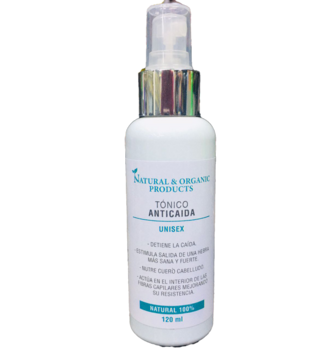 NATURAL & ORGANIC
PRODUCTS
TÓNICO
ANTICAIDA
UNISEX
· DETIENE LA CAÍDA.
· ESTIMULA SALIDA DE UNA HEBRA
MÁS SANA Y FUERTE.
· NUTRE CUERO CABELLUDO.
· ACTÚA EN EL INTERIOR DE LAS
FIBRAS CAPILARES MEJORANDO
SU RESISTENCIA.
NATURAL 100%
120 ml